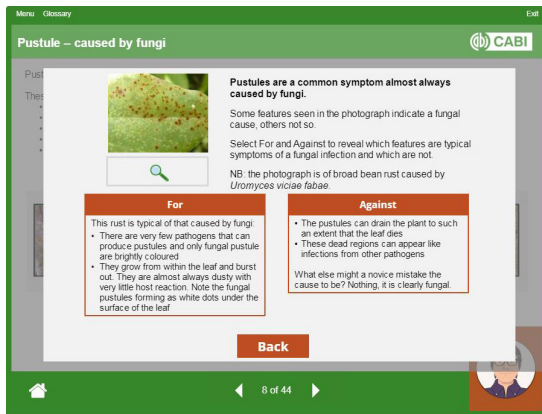 Menu Glossary Exit
Pustule – caused by fungi
CABI
Pust
Thes
Pustules are a common symptom almost always
caused by fungi.
Some features seen in the photograph indicate a fungal
cause, others not so.
Select For and Against to reveal which features are typical
symptoms of a fungal infection and which are not.
NB: the photograph is of broad bean rust caused by
Uromyces viciae fabae.
For
This rust is typical of that caused by fungi:
• There are very few pathogens that can
produce pustules and only fungal pustule
are brightly coloured
• They grow from within the leaf and burst
out. They are almost always dusty with
very little host reaction. Note the fungal
pustules forming as white dots under the
surface of the leaf
Against
• The pustules can drain the plant to such
an extent that the leaf dies
• These dead regions can appear like
infections from other pathogens
What else might a novice mistake the
cause to be? Nothing, it is clearly fungal.
Back
8 of 44